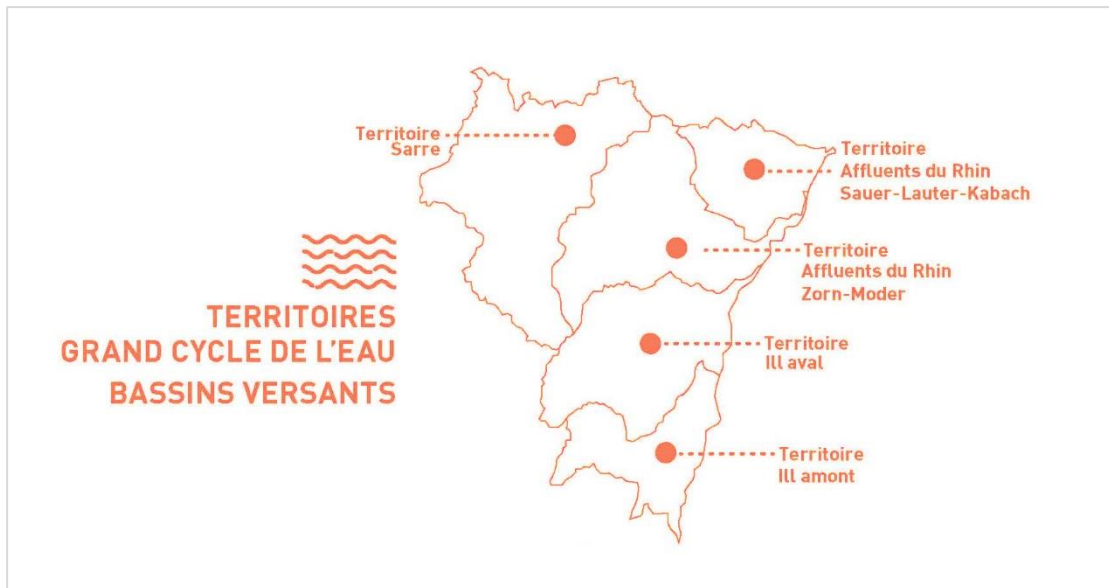 Territoire
Sarre
Territoire
Affluents du Rhin
Sauer-Lauter-Kabach
Territoire
Affluents du Rhin
Zorn-Moder
TERRITOIRES
GRAND CYCLE DE L'EAU
BASSINS VERSANTS
Territoire
Ill aval
Territoire
Ill amont